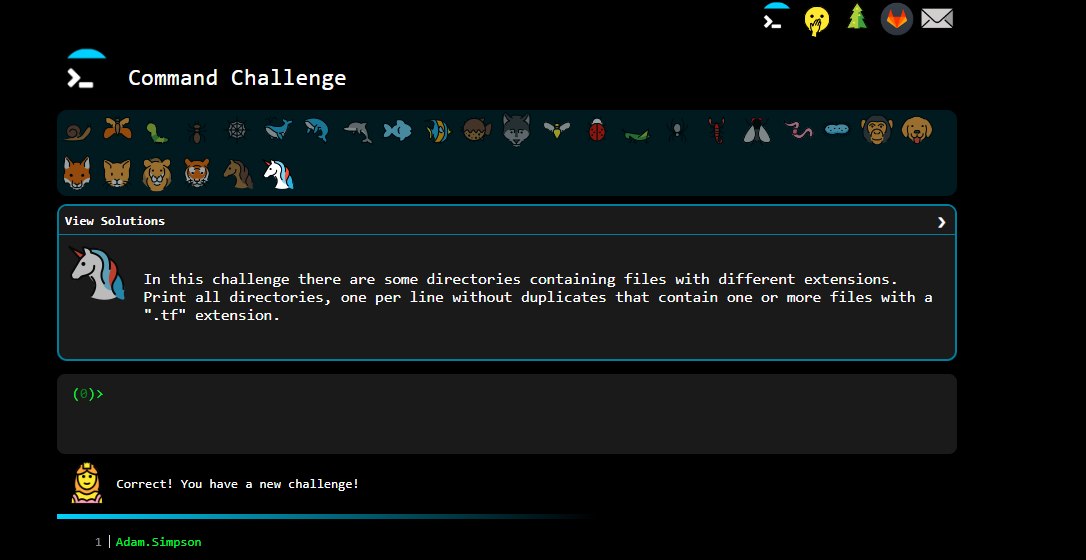 Command Challenge
View Solutions
In this challenge there are some directories containing files with different extensions.
Print all directories, one per line without duplicates that contain one or more files with a
".tf" extension.
(0)>
Correct! You have a new challenge!
1 Adam.Simpson